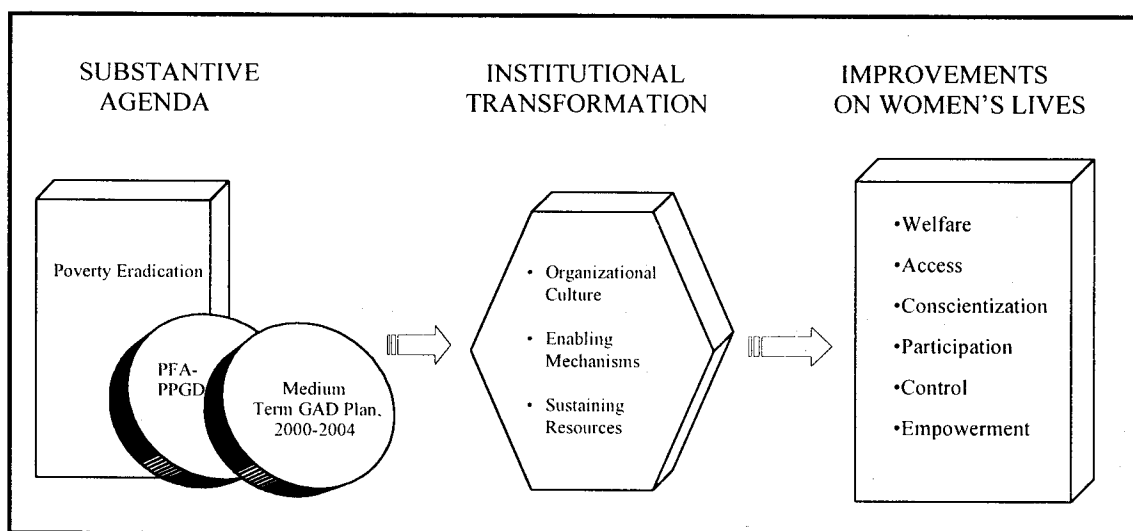 SUBSTANTIVE
AGENDA
Poverty Eradication
PFA-
PPGD
Medium
Term GAD Plan,
2000-2004
INSTITUTIONAL
TRANSFORMATION
• Organizational
Culture
• Enabling
Mechanisms
• Sustaining
Resources
IMPROVEMENTS
ON WOMEN'S LIVES
•Welfare
•Access
•Conscientization
•Participation
•Control
•Empowerment